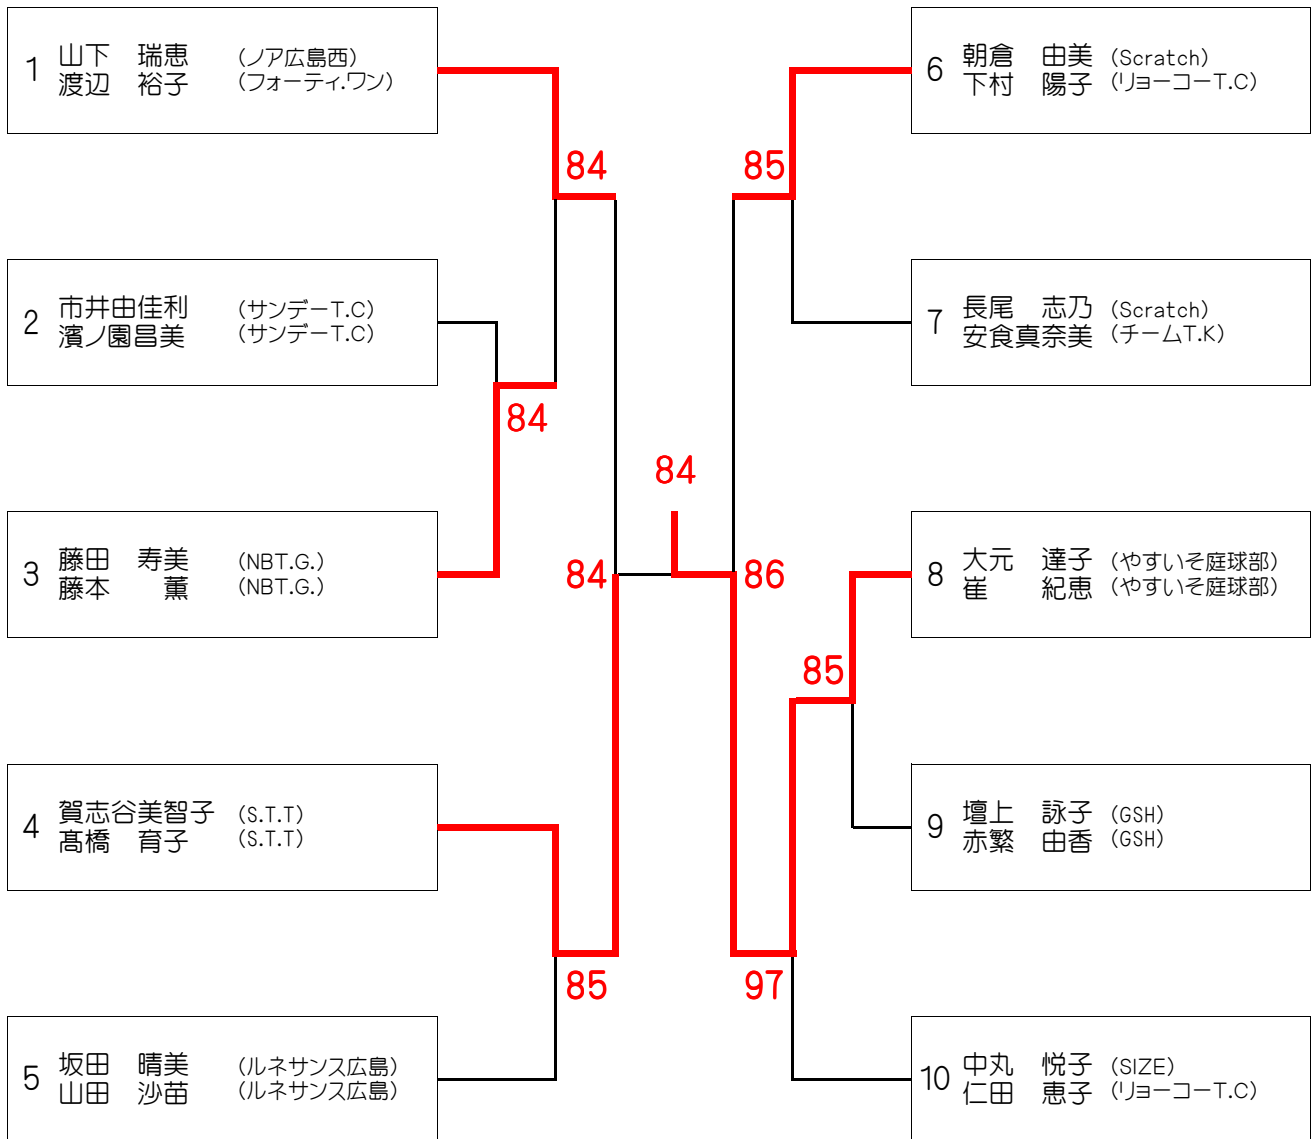 1
山下　瑞恵　(ノア広島西)
渡辺　裕子　(フォーティ.ワン)
84
2
市井由佳利　(サンデーT.C)
濱ノ園昌美　(サンデーT.C)
84
3
藤田　寿美　(NBT.G.)
藤本　　薫　(NBT.G.)
84
4
賀志谷美智子　(S.T.T)
髙橋　育子　(S.T.T)
85
5
坂田　晴美　(ルネサンス広島)
山田　沙苗　(ルネサンス広島)
84
6
朝倉　由美　(Scratch)
下村　陽子　(リョーコーT.C)
85
7
長尾　志乃　(Scratch)
安食真奈美　(チームT.K)
86
8
大元　達子　(やすいそ庭球部)
崔　　紀恵　(やすいそ庭球部)
85
9
壇上　詠子　(GSH)
赤繁　由香　(GSH)
97
10
中丸　悦子　(SIZE)
仁田　恵子　(リョーコーT.C)